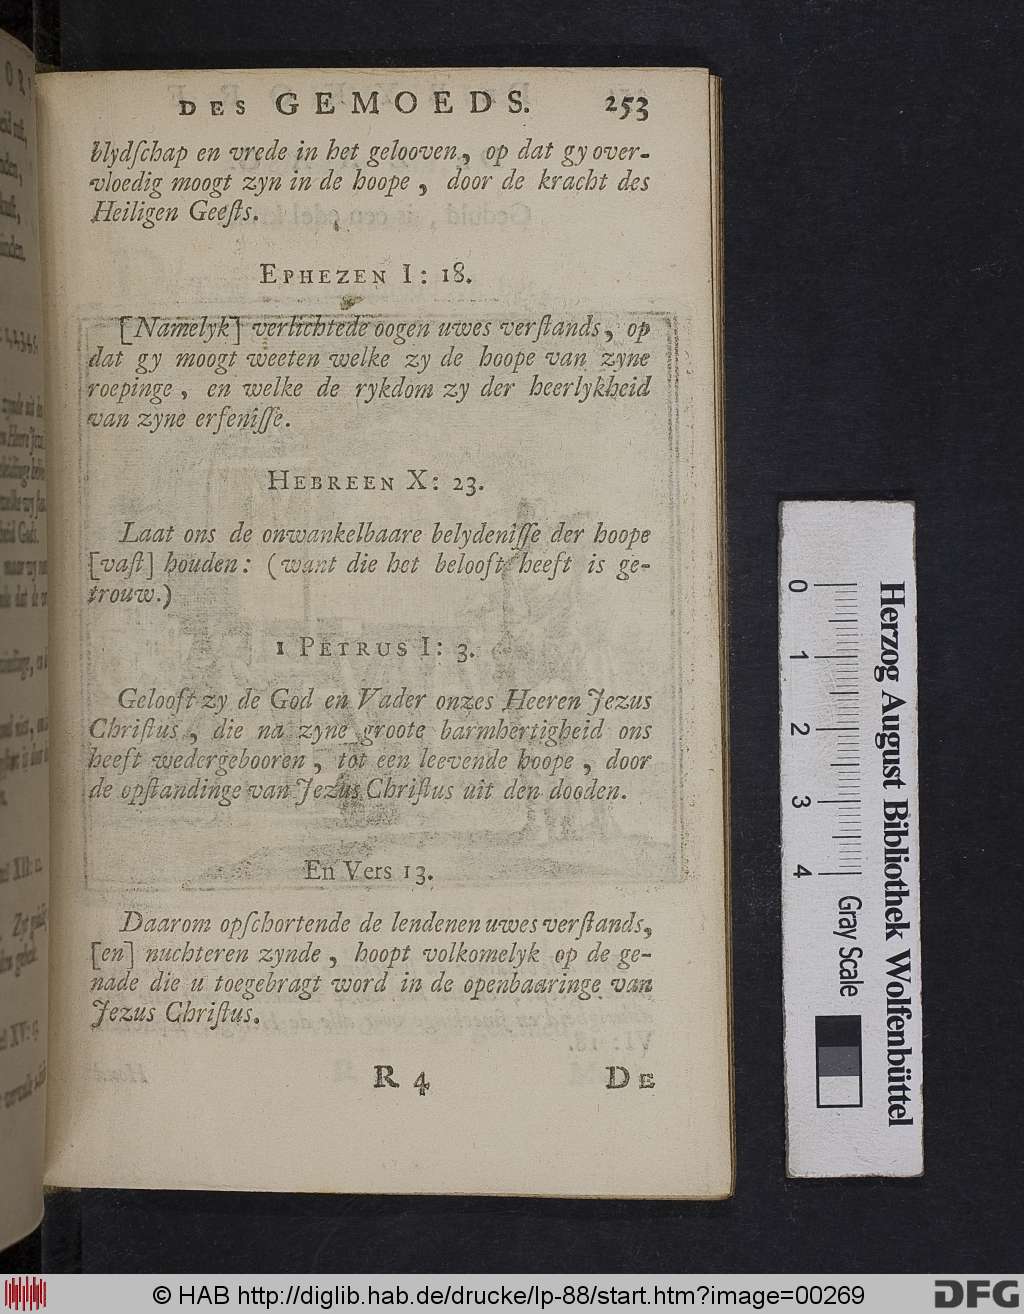 DES GEMOEDS. 253
blydſchap en vrede in het gelooven, op dat gy over-
vloedig moogt zyn in de hoope, door de kracht des
Heiligen Geeſts.
EPHEZEN I: 18.
[Namelyk] verlichtede oogen uwes verſtands, op
dat gy moogt weeten welke zy de hoope van zyne
roepinge, en welke de rykdom zy der heerlykheid
van zyne erfeniſſe.
HEBREEN X: 23.
Laat ons de onwankelbaare belydeniſſe der hoope
[vaſt] houden: (want die het belooft heeft is ge-
trouw.)
1 PETRUS I: 3.
Gelooft zy de God en Vader onzes Heeren Jezus
Chriſtus, die na zyne groote barmhertigheid ons
heeft wedergebooren, tot een leevende hoope, door
de opſtandinge van Jezus Chriſtus uit den dooden.
En Vers 13.
Daarom opſchortende de lendenen uwes verſtands,
[en] nuchteren zynde, hoopt volkomelyk op de ge-
nade die u toegebragt word in de openbaaringe van
Jezus Chriſtus.
R 4 DE
0 1 2 3 4
Gray Scale
Herzog August Bibliothek Wolfenbüttel
© HAB http://diglib.hab.de/drucke/lp-88/start.htm?image=00269
DFG